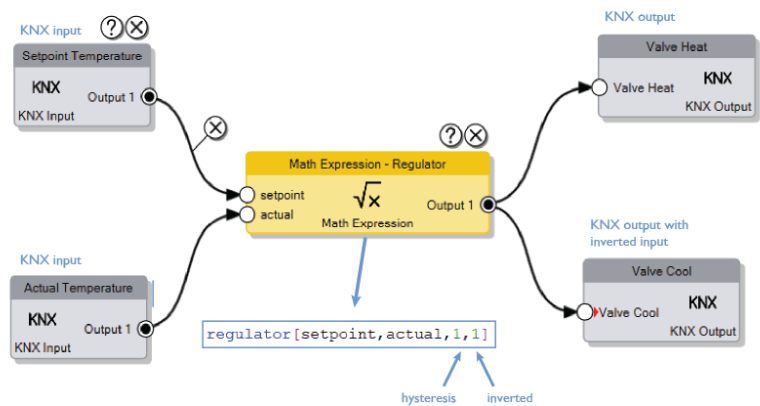 KNX input
Setpoint Temperature
KNX
Output 1
KNX Input
KNX output
Valve Heat
Valve Heat
KNX
KNX Output
Math Expression - Regulator
setpoint
actual
√x
Output 1
Math Expression
KNX input
Actual Temperature
KNX
Output 1
KNX Input
KNX output with
inverted input
Valve Cool
Valve Cool
KNX
KNX Output
regulator[setpoint,actual,1,1]
hysteresis
inverted